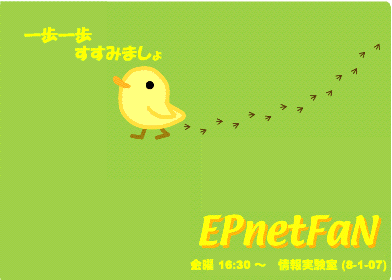 一歩一歩
すすみましょ
EPnetFaN
金曜 16:30 ～ 情報実験室 (8-1-07)